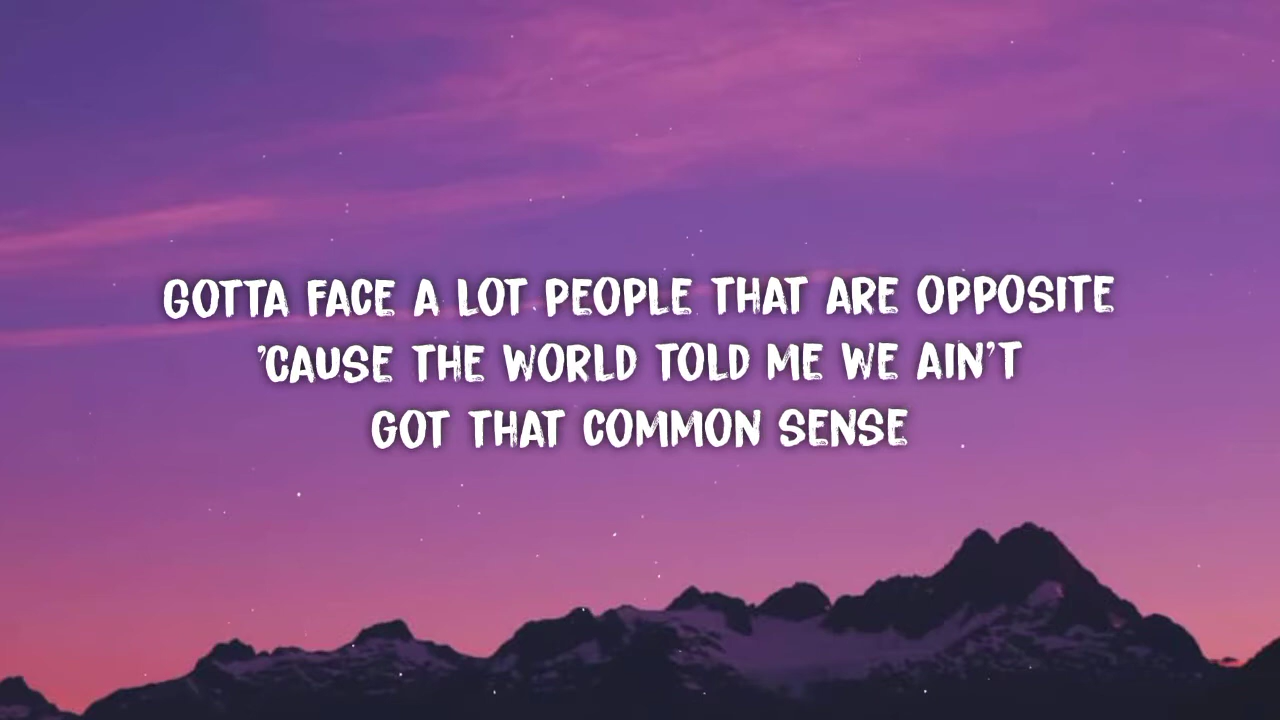 GOTTA FACE A LOT PEOPLE THAT ARE OPPOSITE
'CAUSE THE WORLD TOLD ME WE AIN'T
GOT THAT COMMON SENSE